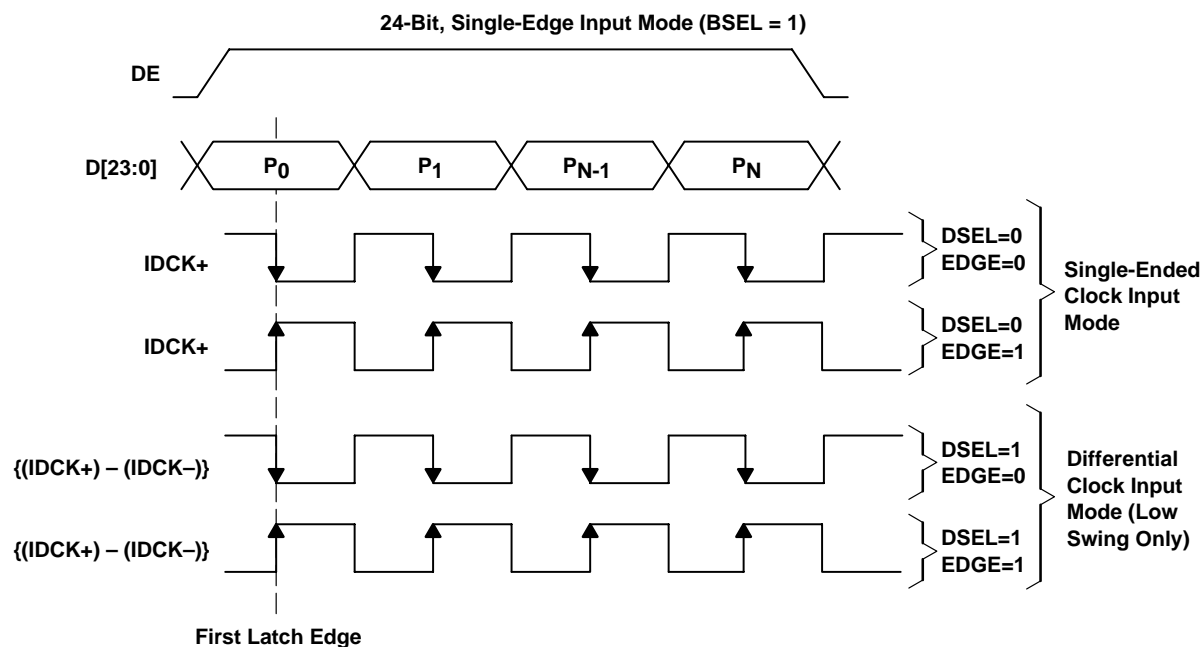 24-Bit, Single-Edge Input Mode (BSEL = 1)
DE
D[23:0]
P0
P1
PN-1
PN
IDCK+
DSEL=0
EDGE=0
IDCK+
DSEL=0
EDGE=1
Single-Ended
Clock Input
Mode
{(IDCK+) – (IDCK–)}
DSEL=1
EDGE=0
{(IDCK+) – (IDCK–)}
DSEL=1
EDGE=1
Differential
Clock Input
Mode (Low
Swing Only)
First Latch Edge